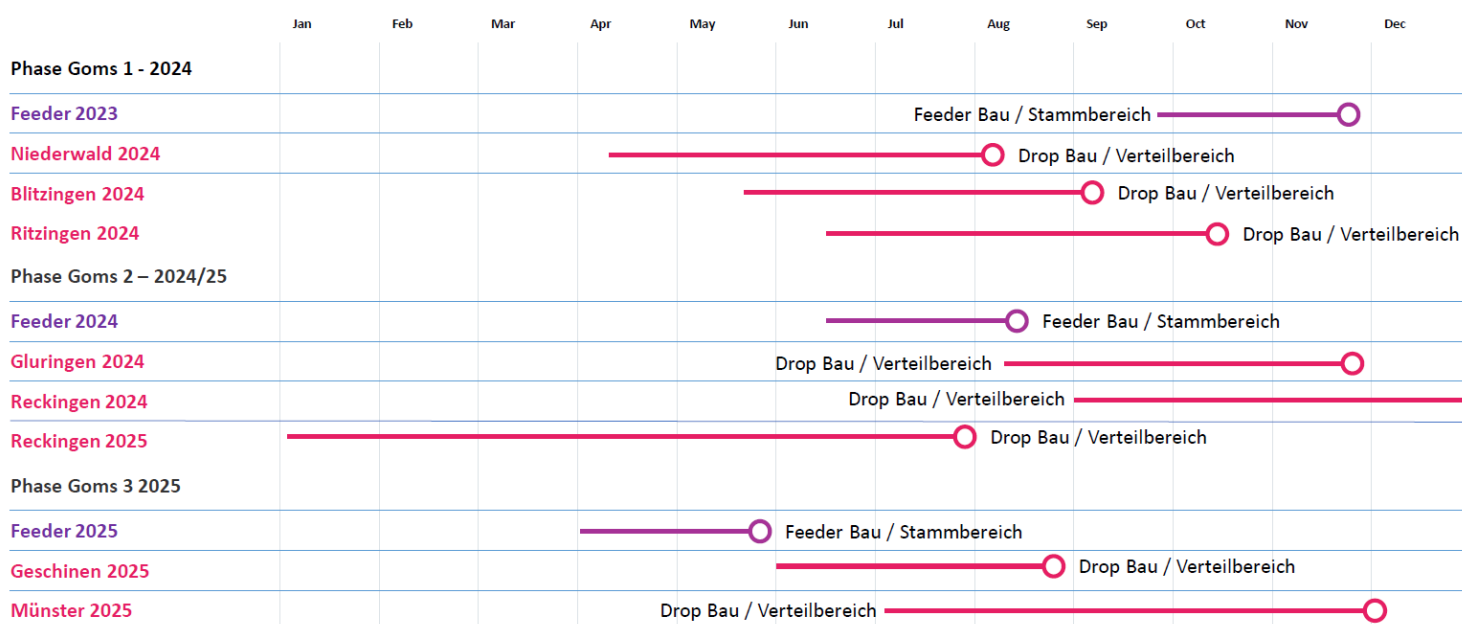 Jan Feb Mar Apr May Jun Jul Aug Sep Oct Nov Dec
Phase Goms 1 - 2024
Feeder 2023 Feeder Bau / Stammbereich
Niederwald 2024 Drop Bau / Verteilbereich
Blitzingen 2024 Drop Bau / Verteilbereich
Ritzingen 2024 Drop Bau / Verteilbereich
Phase Goms 2 – 2024/25
Feeder 2024 Feeder Bau / Stammbereich
Gluringen 2024 Drop Bau / Verteilbereich
Reckingen 2024 Drop Bau / Verteilbereich
Reckingen 2025 Drop Bau / Verteilbereich
Phase Goms 3 2025
Feeder 2025 Feeder Bau / Stammbereich
Geschinen 2025 Drop Bau / Verteilbereich
Münster 2025 Drop Bau / Verteilbereich